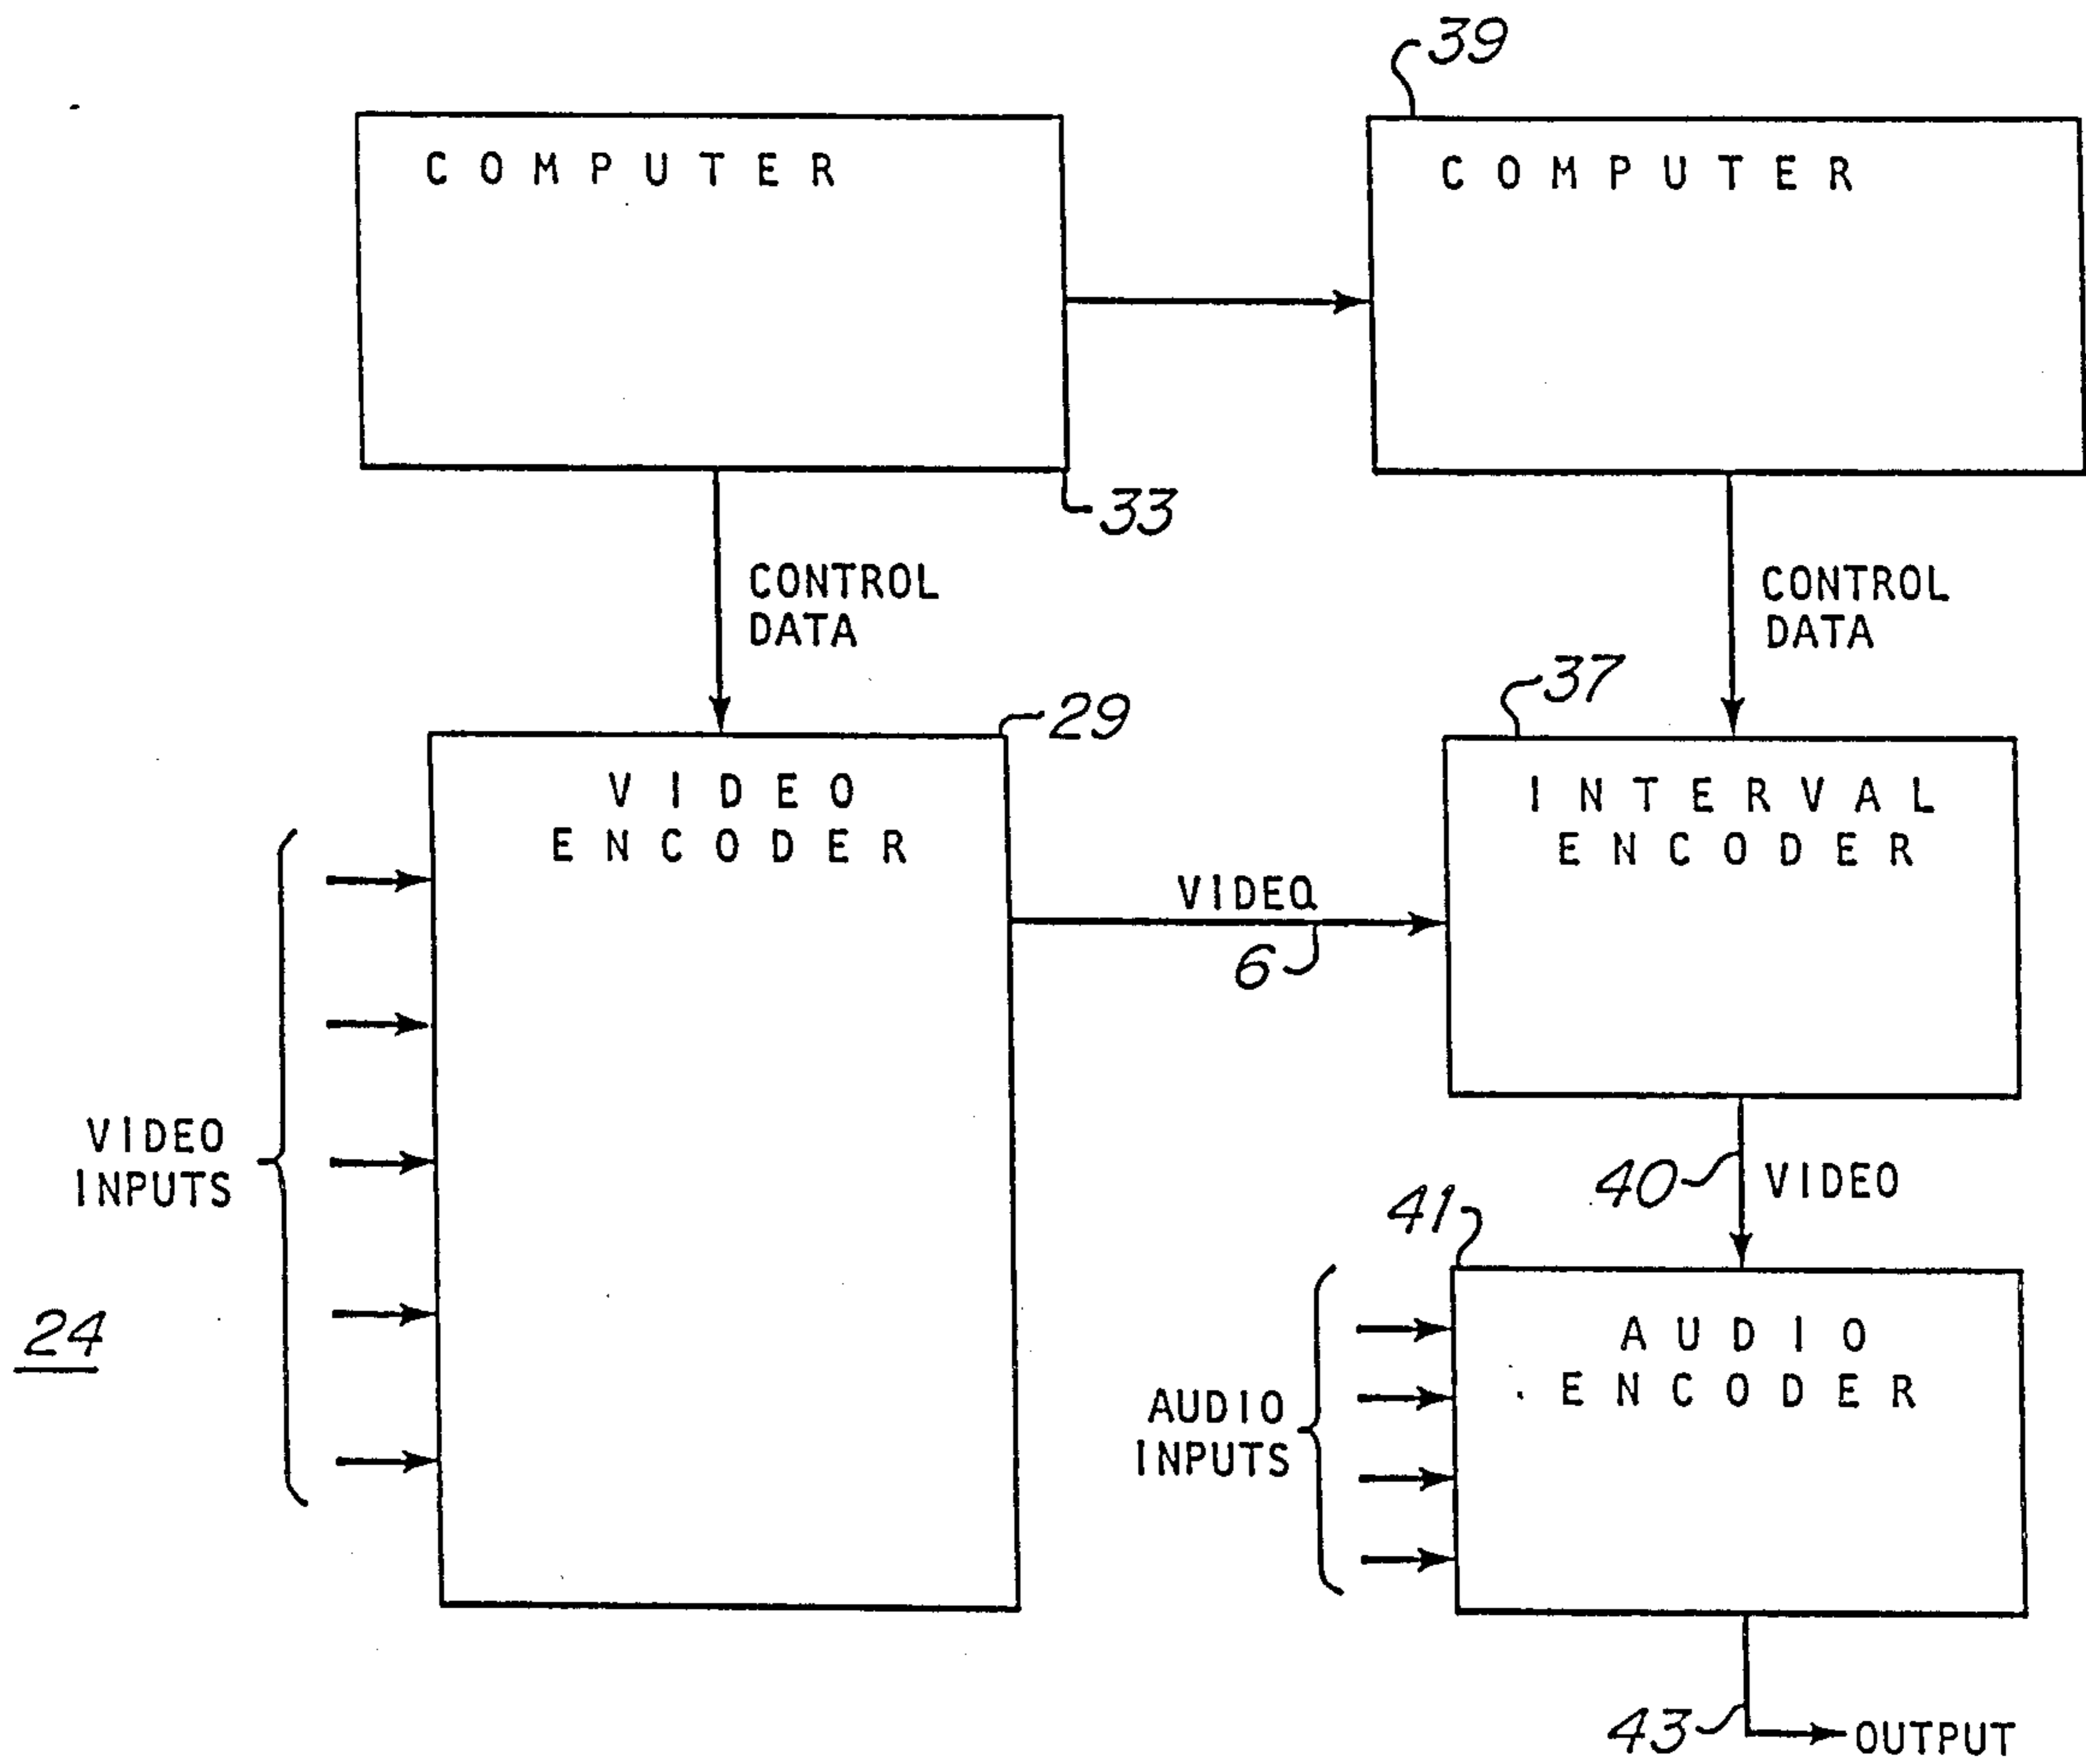 39
COMPUTER
COMPUTER
33
CONTROL
DATA
CONTROL
DATA
29
37
VIDEO
ENCODER
INTERVAL
ENCODER
VIDEO
6
VIDEO
INPUTS
40
VIDEO
41
24
AUDIO
ENCODER
AUDIO
INPUTS
43
OUTPUT